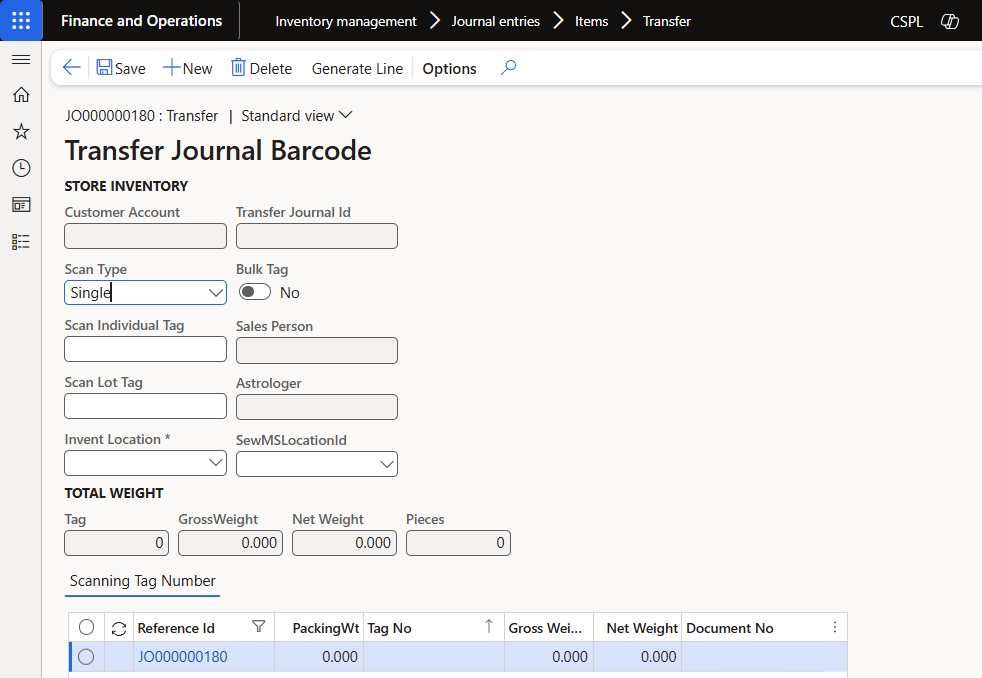 Finance and Operations Inventory management Journal entries Items Transfer CSPL
Save New Delete Generate Line Options
JO000000180 : Transfer | Standard view
Transfer Journal Barcode
STORE INVENTORY
Customer Account Transfer Journal Id
Scan Type Bulk Tag
Single No
Scan Individual Tag Sales Person
Scan Lot Tag Astrologer
Invent Location * SewMSLocationId
TOTAL WEIGHT
Tag GrossWeight Net Weight Pieces
0 0.000 0.000 0
Scanning Tag Number
Reference Id PackingWt Tag No Gross Wei... Net Weight Document No
JO000000180 0.000 0.000 0.000